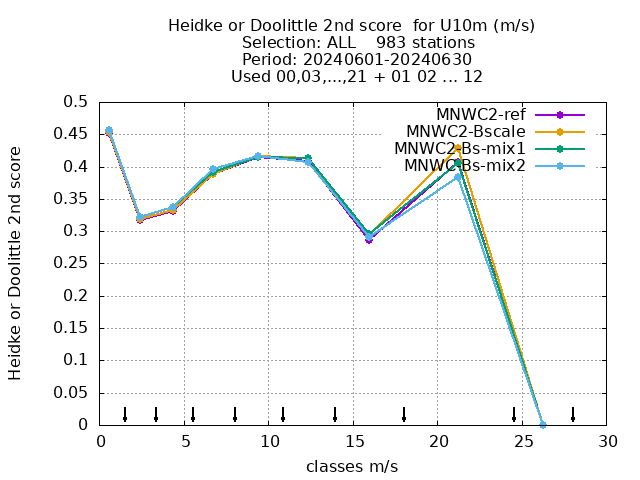 Heidke or Doolittle 2nd score  for U10m (m/s)
Selection: ALL    983 stations
Period: 20240601-20240630
Used 00,03,...,21 + 01 02 ... 12
MNWC2-ref
MNWC2-Bscale
MNWC2-Bs-mix1
MNWC2-Bs-mix2
Heidke or Doolittle 2nd score
0.5
0.45
0.4
0.35
0.3
0.25
0.2
0.15
0.1
0.05
0
0 5 10 15 20 25 30
classes m/s